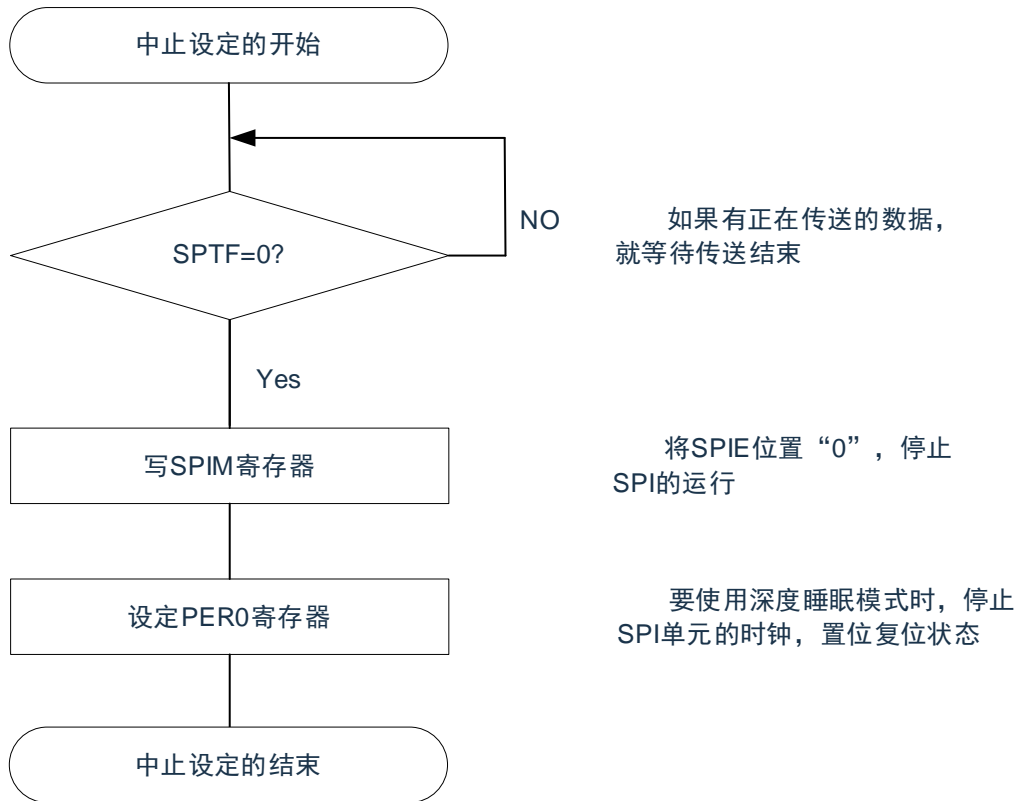 中止设定的开始
SPTF=0?
NO
如果有正在传送的数据，
就等待传送结束
Yes
写SPIM寄存器
将SPIE位置“0”，停止
SPI的运行
设定PER0寄存器
要使用深度睡眠模式时，停止
SPI单元的时钟，置位复位状态
中止设定的结束